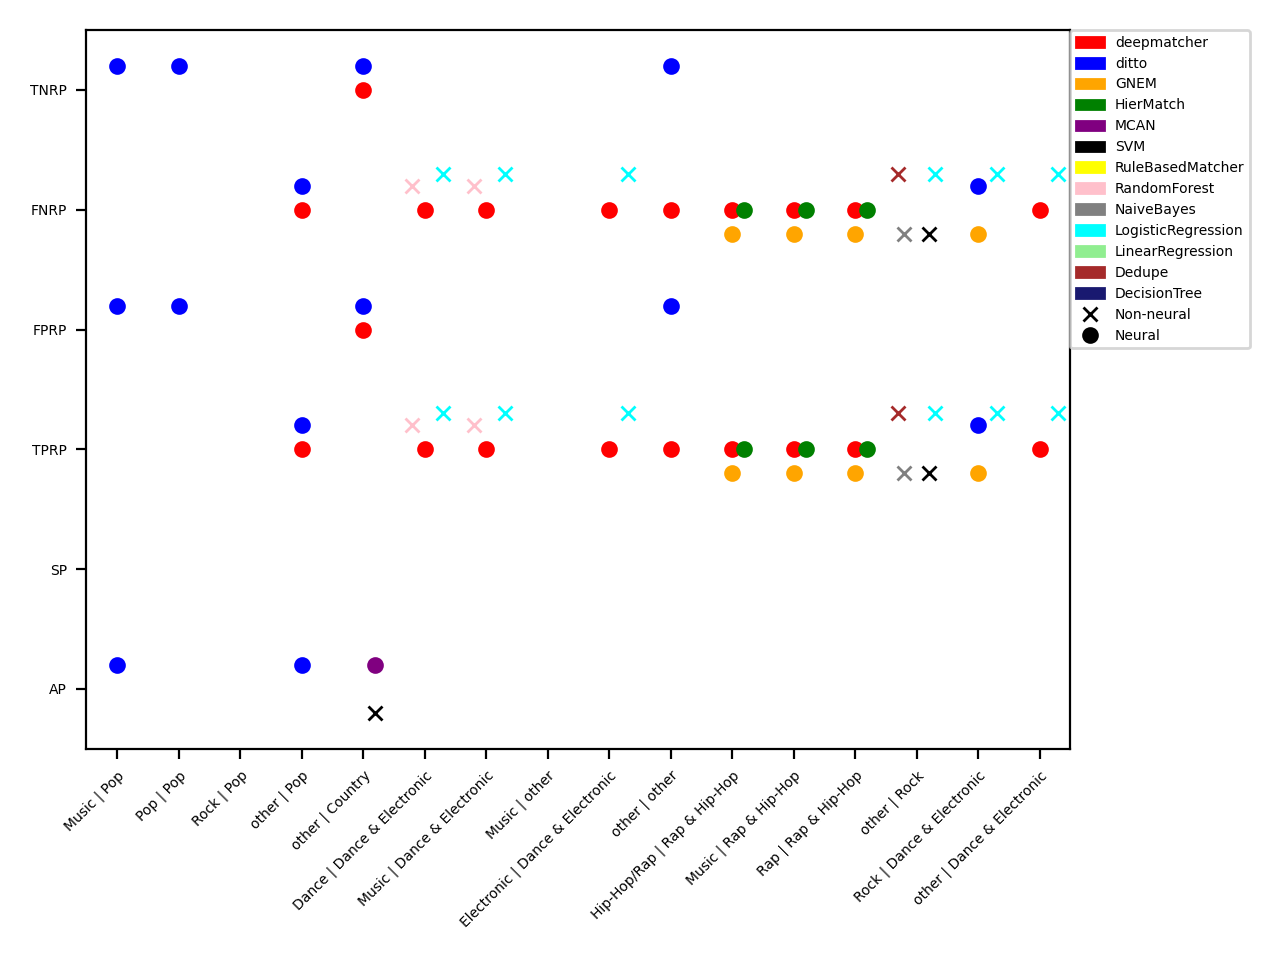 TNRP
FNRP
FPRP
TPRP
SP
AP
Music | Pop
Pop | Pop
Rock | Pop
other | Pop
other | Country
Dance | Dance & Electronic
Music | Dance & Electronic
Music | other
Electronic | Dance & Electronic
other | other
Hip-Hop/Rap | Rap & Hip-Hop
Music | Rap & Hip-Hop
Rap | Rap & Hip-Hop
other | Rock
Rock | Dance & Electronic
other | Dance & Electronic
deepmatcher
ditto
GNEM
HierMatch
MCAN
SVM
RuleBasedMatcher
RandomForest
NaiveBayes
LogisticRegression
LinearRegression
Dedupe
DecisionTree
Non-neural
Neural